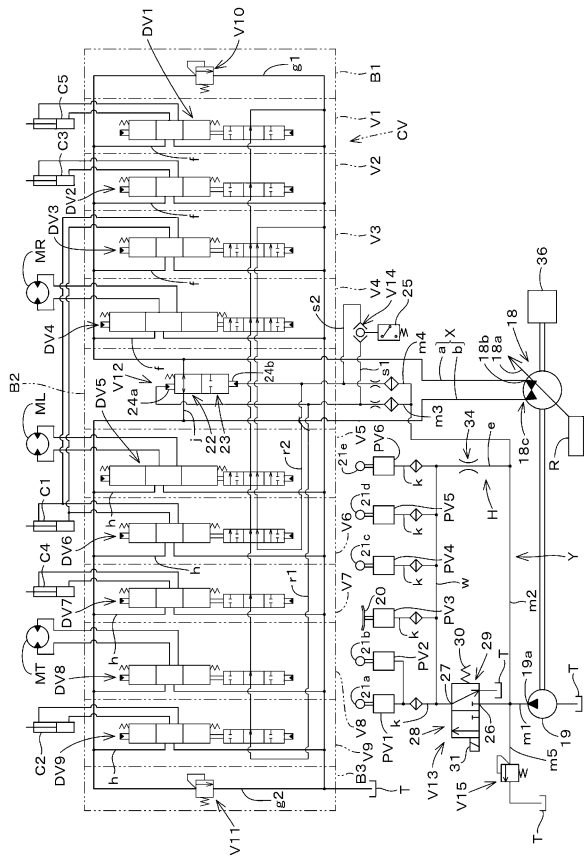 DV1
V10
g1
B1
C5
V1
CV
C3
f
V2
DV2
DV3
f
V3
MR
f
V4
V14
25
s2
DV4
f
m4
36
V12
24a
24b
s1
a
b
X
18
18b
18a
B2
22
23
j
m3
18c
R
ML
DV5
r2
V5
21e
PV6
34
e
k
H
C1
h
DV6
V6
21d
PV5
k
C4
h
r1
21c
PV4
k
w
Y
DV7
V7
20
PV3
k
m2
MT
h
21b
PV2
30
29
DV8
V8
21a
PV1
k
27
28
26
T
19a
m1
19
T
C2
DV9
h
V9
31
V13
m5
B3
V15
T
g2
T
V11